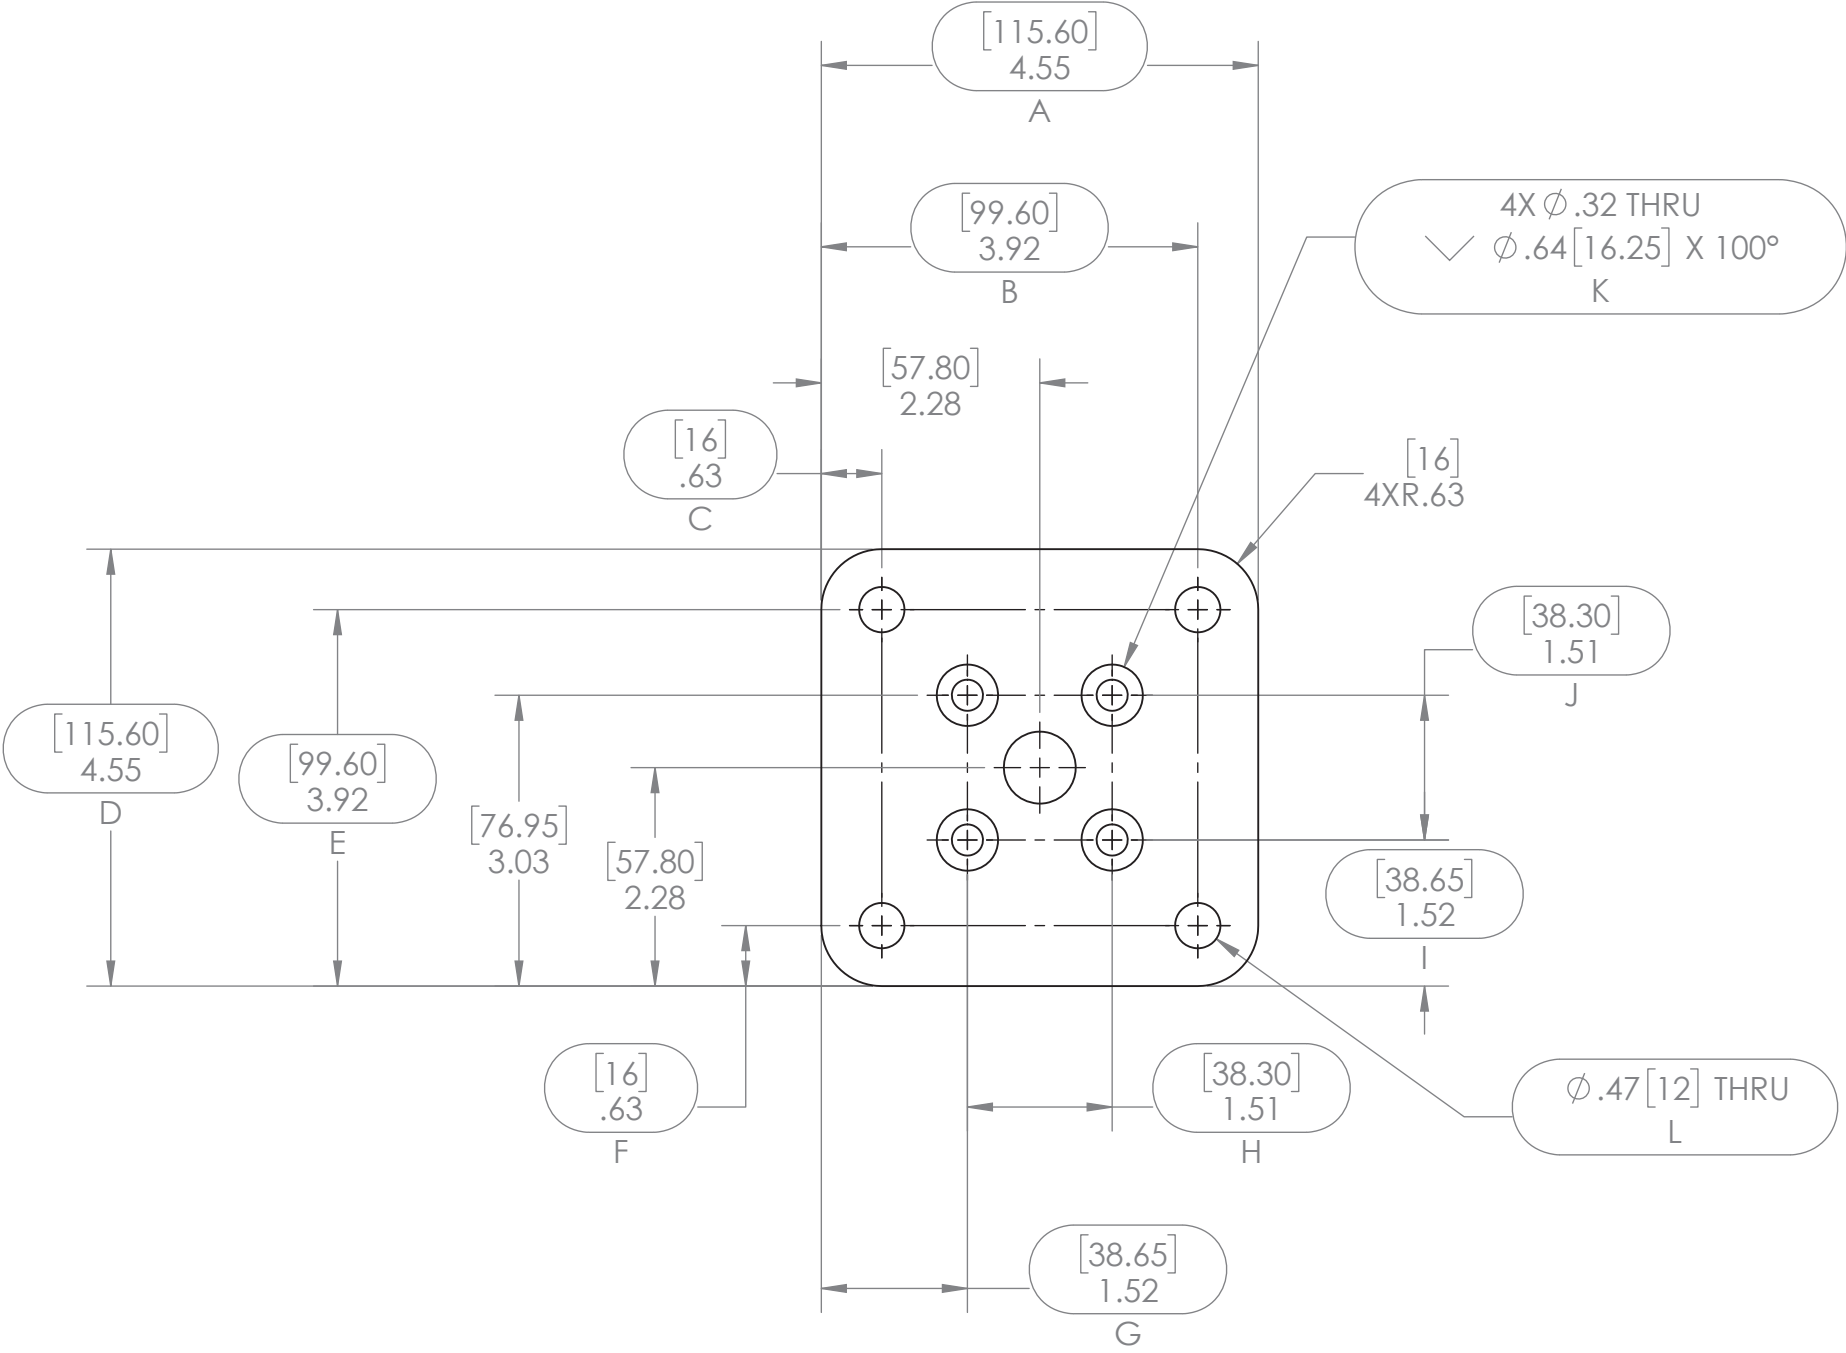 [115.60]
4.55
A
[99.60]
3.92
B
4X ⌀.32 THRU
⌵ ⌀.64[16.25] X 100°
K
[57.80]
2.28
[16]
.63
C
[16]
4XR.63
[38.30]
1.51
J
[115.60]
4.55
D
[99.60]
3.92
E
[76.95]
3.03
[57.80]
2.28
[38.65]
1.52
I
[16]
.63
F
[38.30]
1.51
H
⌀.47[12] THRU
L
[38.65]
1.52
G